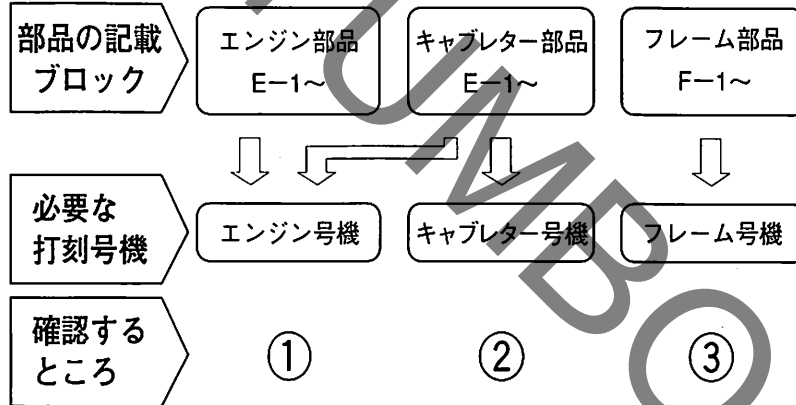 部品の記載
ブロック
エンジン部品
E-1~
キャブレター部品
E-1~
フレーム部品
F-1~
必要な
打刻号機
エンジン号機
キャブレター号機
フレーム号機
確認する
ところ
①
②
③
UMBO